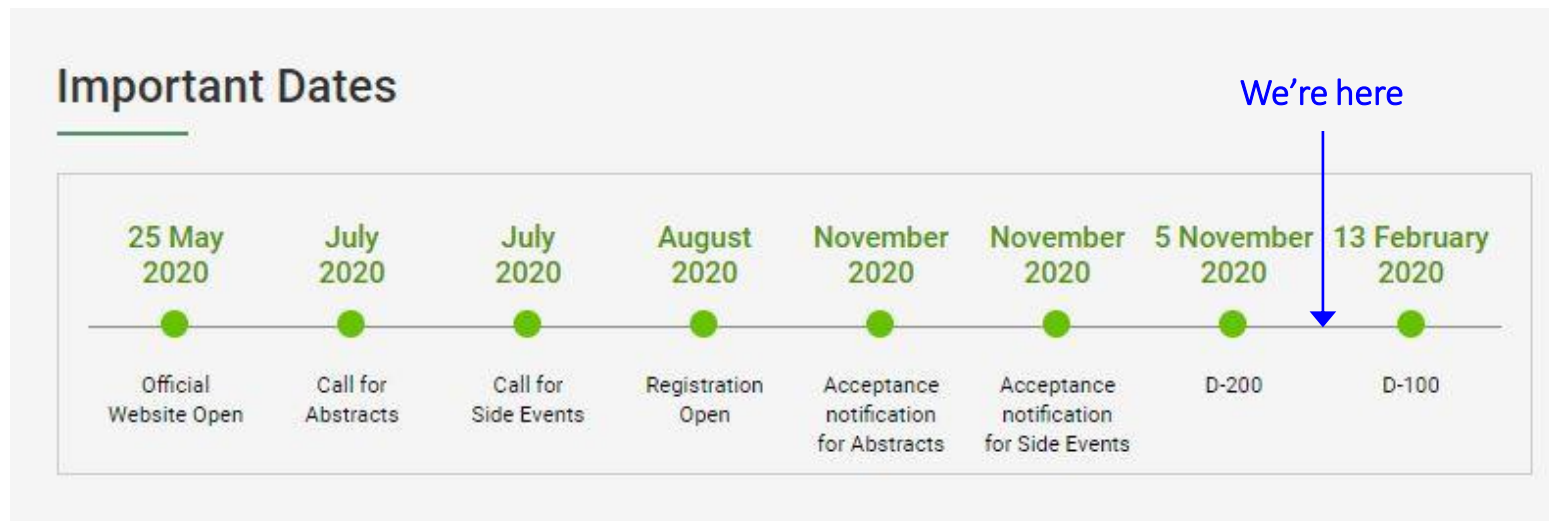 Important Dates
We're here
25 May
2020
July
2020
July
2020
August
2020
November
2020
November
2020
5 November
2020
13 February
2020
Official
Website Open
Call for
Abstracts
Call for
Side Events
Registration
Open
Acceptance
notification
for Abstracts
Acceptance
notification
for Side Events
D-200
D-100